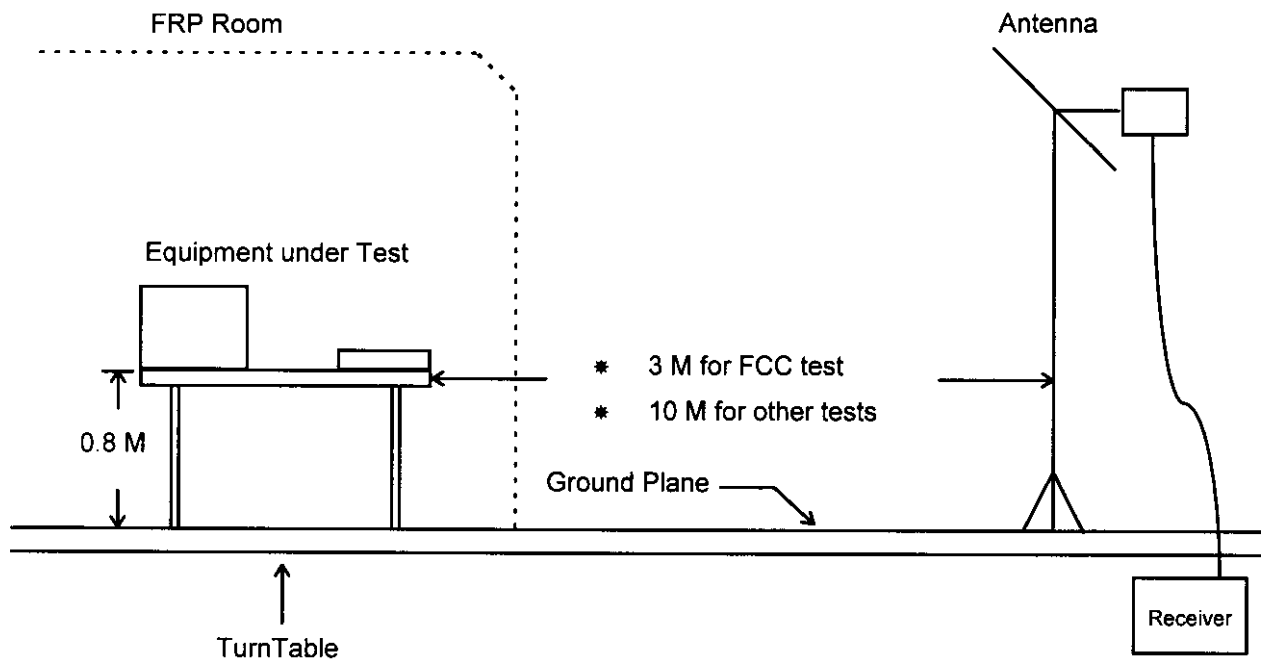 FRP Room
Antenna
Equipment under Test
✷ 3 M for FCC test
✷ 10 M for other tests
0.8 M
Ground Plane
Receiver
TurnTable